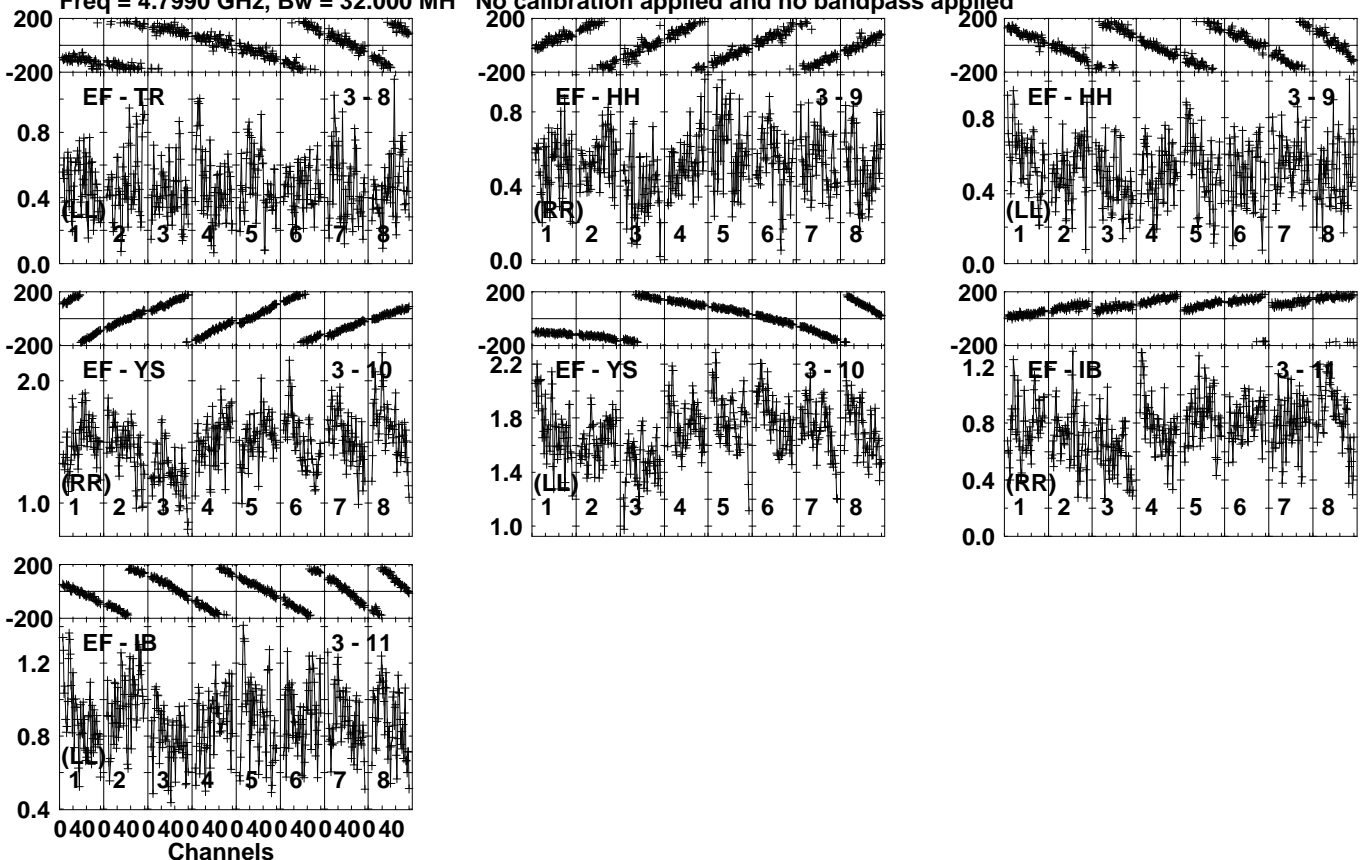 Freq = 4.7990 GHz, Bw = 32.000 MH No calibration applied and no bandpass applied
200
-200
EF - TR 3 - 8
0.8
0.4
(LL)
1 2 3 4 5 6 7 8
0.0
200
-200
EF - HH 3 - 9
0.8
0.4
(RR)
1 2 3 4 5 6 7 8
0.0
200
-200
EF - HH 3 - 9
0.8
0.4
(LL)
1 2 3 4 5 6 7 8
0.0
200
-200
EF - YS 3 - 10
2.0
(RR)
1.0
1 2 3 4 5 6 7 8
200
-200
2.2
EF - YS 3 - 10
1.8
1.4
(LL)
1 2 3 4 5 6 7 8
1.0
200
-200
1.2
EF - IB 3 - 11
0.8
0.4
(RR)
1 2 3 4 5 6 7 8
0.0
200
-200
EF - IB 3 - 11
1.2
0.8
(LL)
1 2 3 4 5 6 7 8
0.4
0 40 0 40 0 40 0 40 0 40 0 40 0 40 0 40
Channels